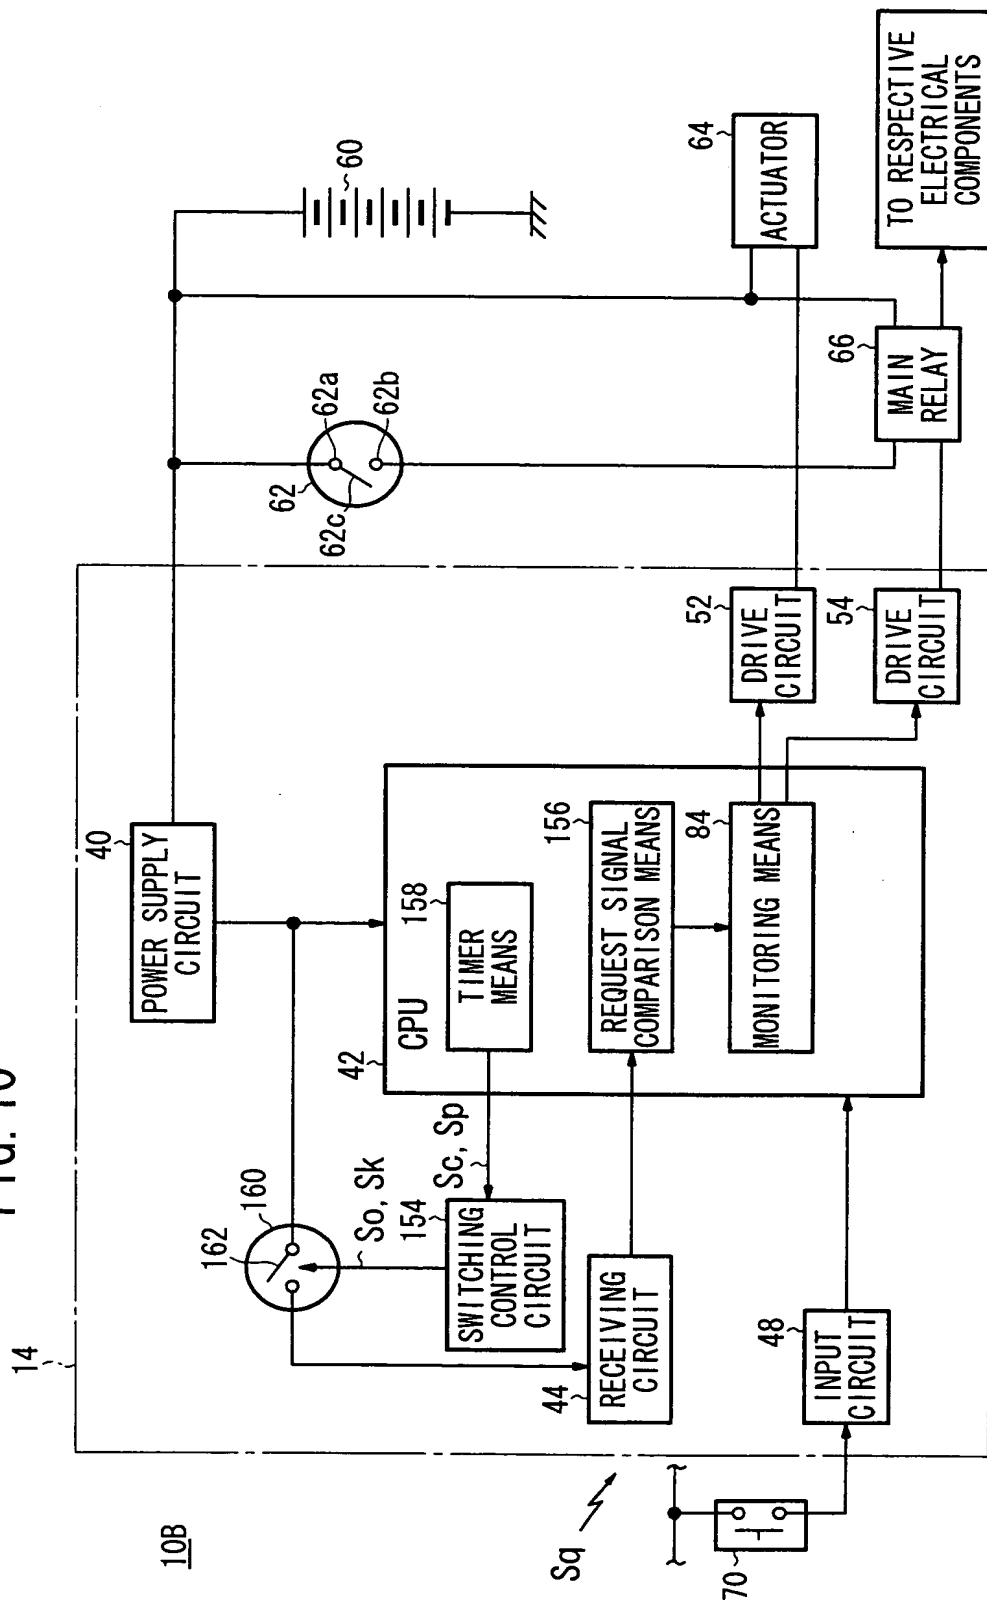 10B
14
40
POWER SUPPLY
CIRCUIT
60
62
62a
62b
62c
160
162
So, Sk
Sc, Sp
154
SWITCHING
CONTROL
CIRCUIT
42
CPU
158
TIMER
MEANS
156
REQUEST SIGNAL
COMPARISON MEANS
84
MONITORING MEANS
44
RECEIVING
CIRCUIT
48
INPUT
CIRCUIT
Sq
70
52
DRIVE
CIRCUIT
54
DRIVE
CIRCUIT
64
ACTUATOR
66
MAIN
RELAY
TO RESPECTIVE
ELECTRICAL
COMPONENTS